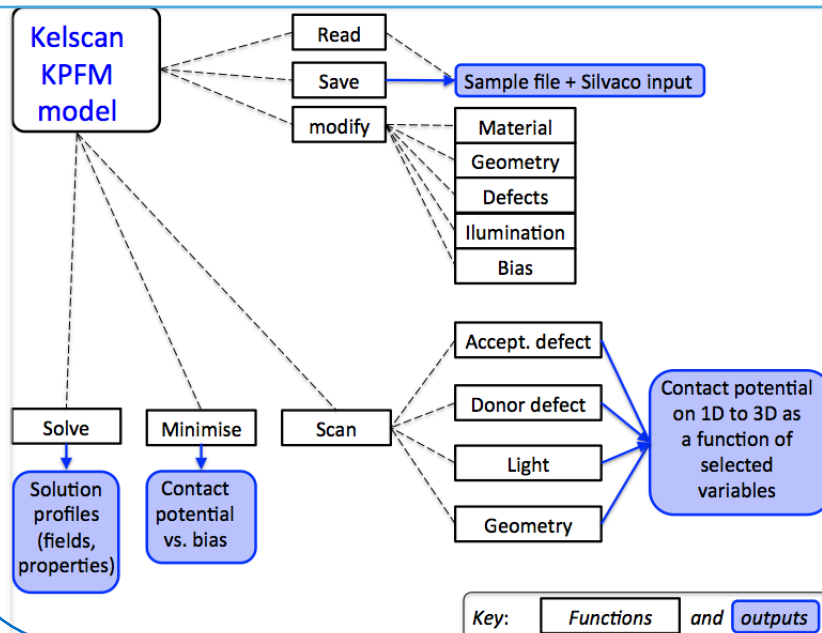 Kelscan
KPFM
model
Read
Save
Sample file + Silvaco input
modify
Material
Geometry
Defects
Ilumination
Bias
Accept. defect
Donor defect
Light
Geometry
Contact potential
on 1D to 3D as
a function of
selected
variables
Solve
Minimise
Scan
Solution
profiles
(fields,
properties)
Contact
potential
vs. bias
Key: Functions and outputs